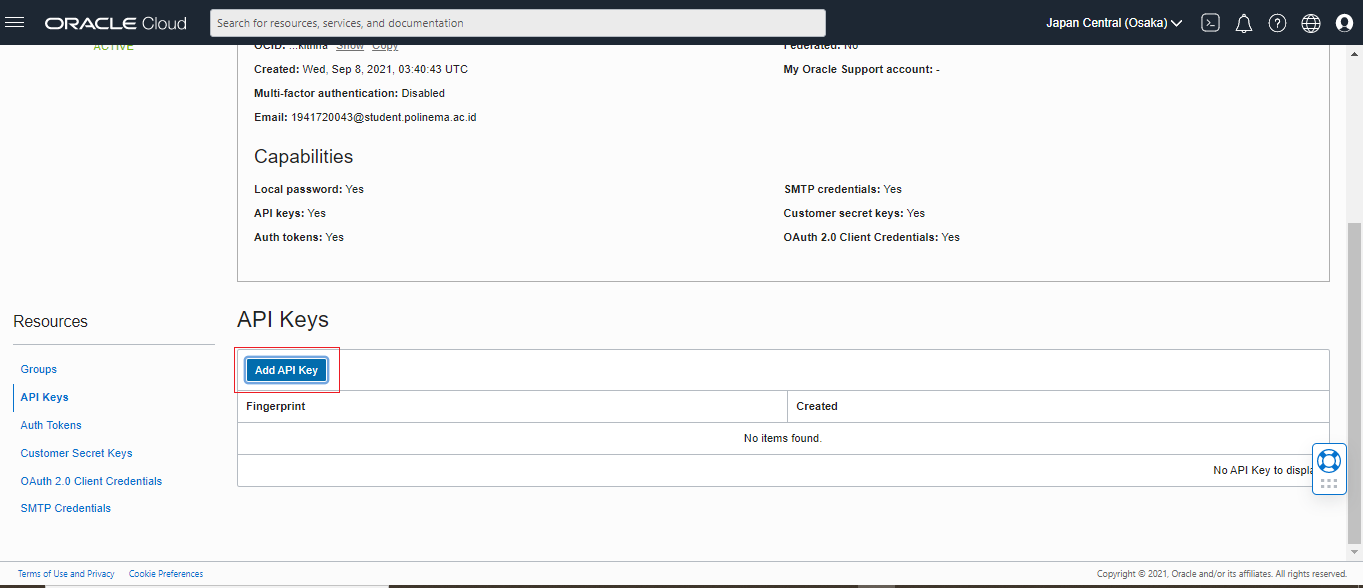 ORACLE Cloud
Search for resources, services, and documentation
Japan Central (Osaka)
ACTIVE
OCID: ...kithha Show Copy
Federated: No
Created: Wed, Sep 8, 2021, 03:40:43 UTC
My Oracle Support account: -
Multi-factor authentication: Disabled
Email: 1941720043@student.polinema.ac.id
Capabilities
Local password: Yes
SMTP credentials: Yes
API keys: Yes
Customer secret keys: Yes
Auth tokens: Yes
OAuth 2.0 Client Credentials: Yes
Resources
Groups
API Keys
Auth Tokens
Customer Secret Keys
OAuth 2.0 Client Credentials
SMTP Credentials
API Keys
Add API Key
Fingerprint
Created
No items found.
No API Key to displa
Terms of Use and Privacy
Cookie Preferences
Copyright © 2021, Oracle and/or its affiliates. All rights reserved.